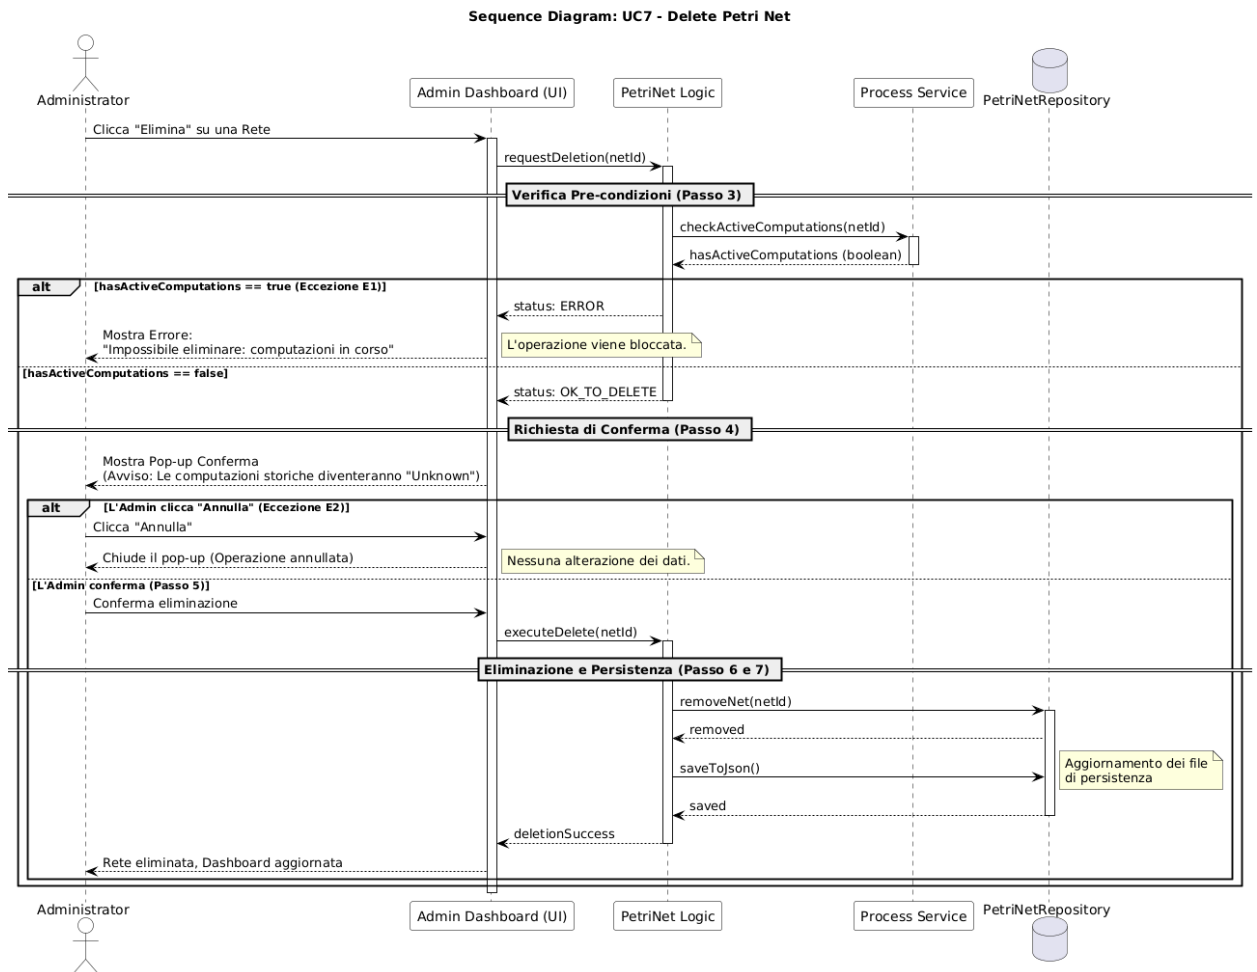 Sequence Diagram: UC7 - Delete Petri Net
Administrator
Admin Dashboard (UI)
PetriNet Logic
Process Service
PetriNetRepository
Clicca "Elimina" su una Rete
requestDeletion(netId)
Verifica Pre-condizioni (Passo 3)
checkActiveComputations(netId)
hasActiveComputations (boolean)
alt
[hasActiveComputations == true (Eccezione E1)]
status: ERROR
Mostra Errore:
"Impossibile eliminare: computazioni in corso"
L'operazione viene bloccata.
[hasActiveComputations == false]
status: OK_TO_DELETE
Richiesta di Conferma (Passo 4)
Mostra Pop-up Conferma
(Avviso: Le computazioni storiche diventeranno "Unknown")
alt
[L'Admin clicca "Annulla" (Eccezione E2)]
Clicca "Annulla"
Chiude il pop-up (Operazione annullata)
Nessuna alterazione dei dati.
[L'Admin conferma (Passo 5)]
Conferma eliminazione
executeDelete(netId)
Eliminazione e Persistenza (Passo 6 e 7)
removeNet(netId)
removed
saveToJson()
Aggiornamento dei file
di persistenza
saved
deletionSuccess
Rete eliminata, Dashboard aggiornata
Administrator
Admin Dashboard (UI)
PetriNet Logic
Process Service
PetriNetRepository